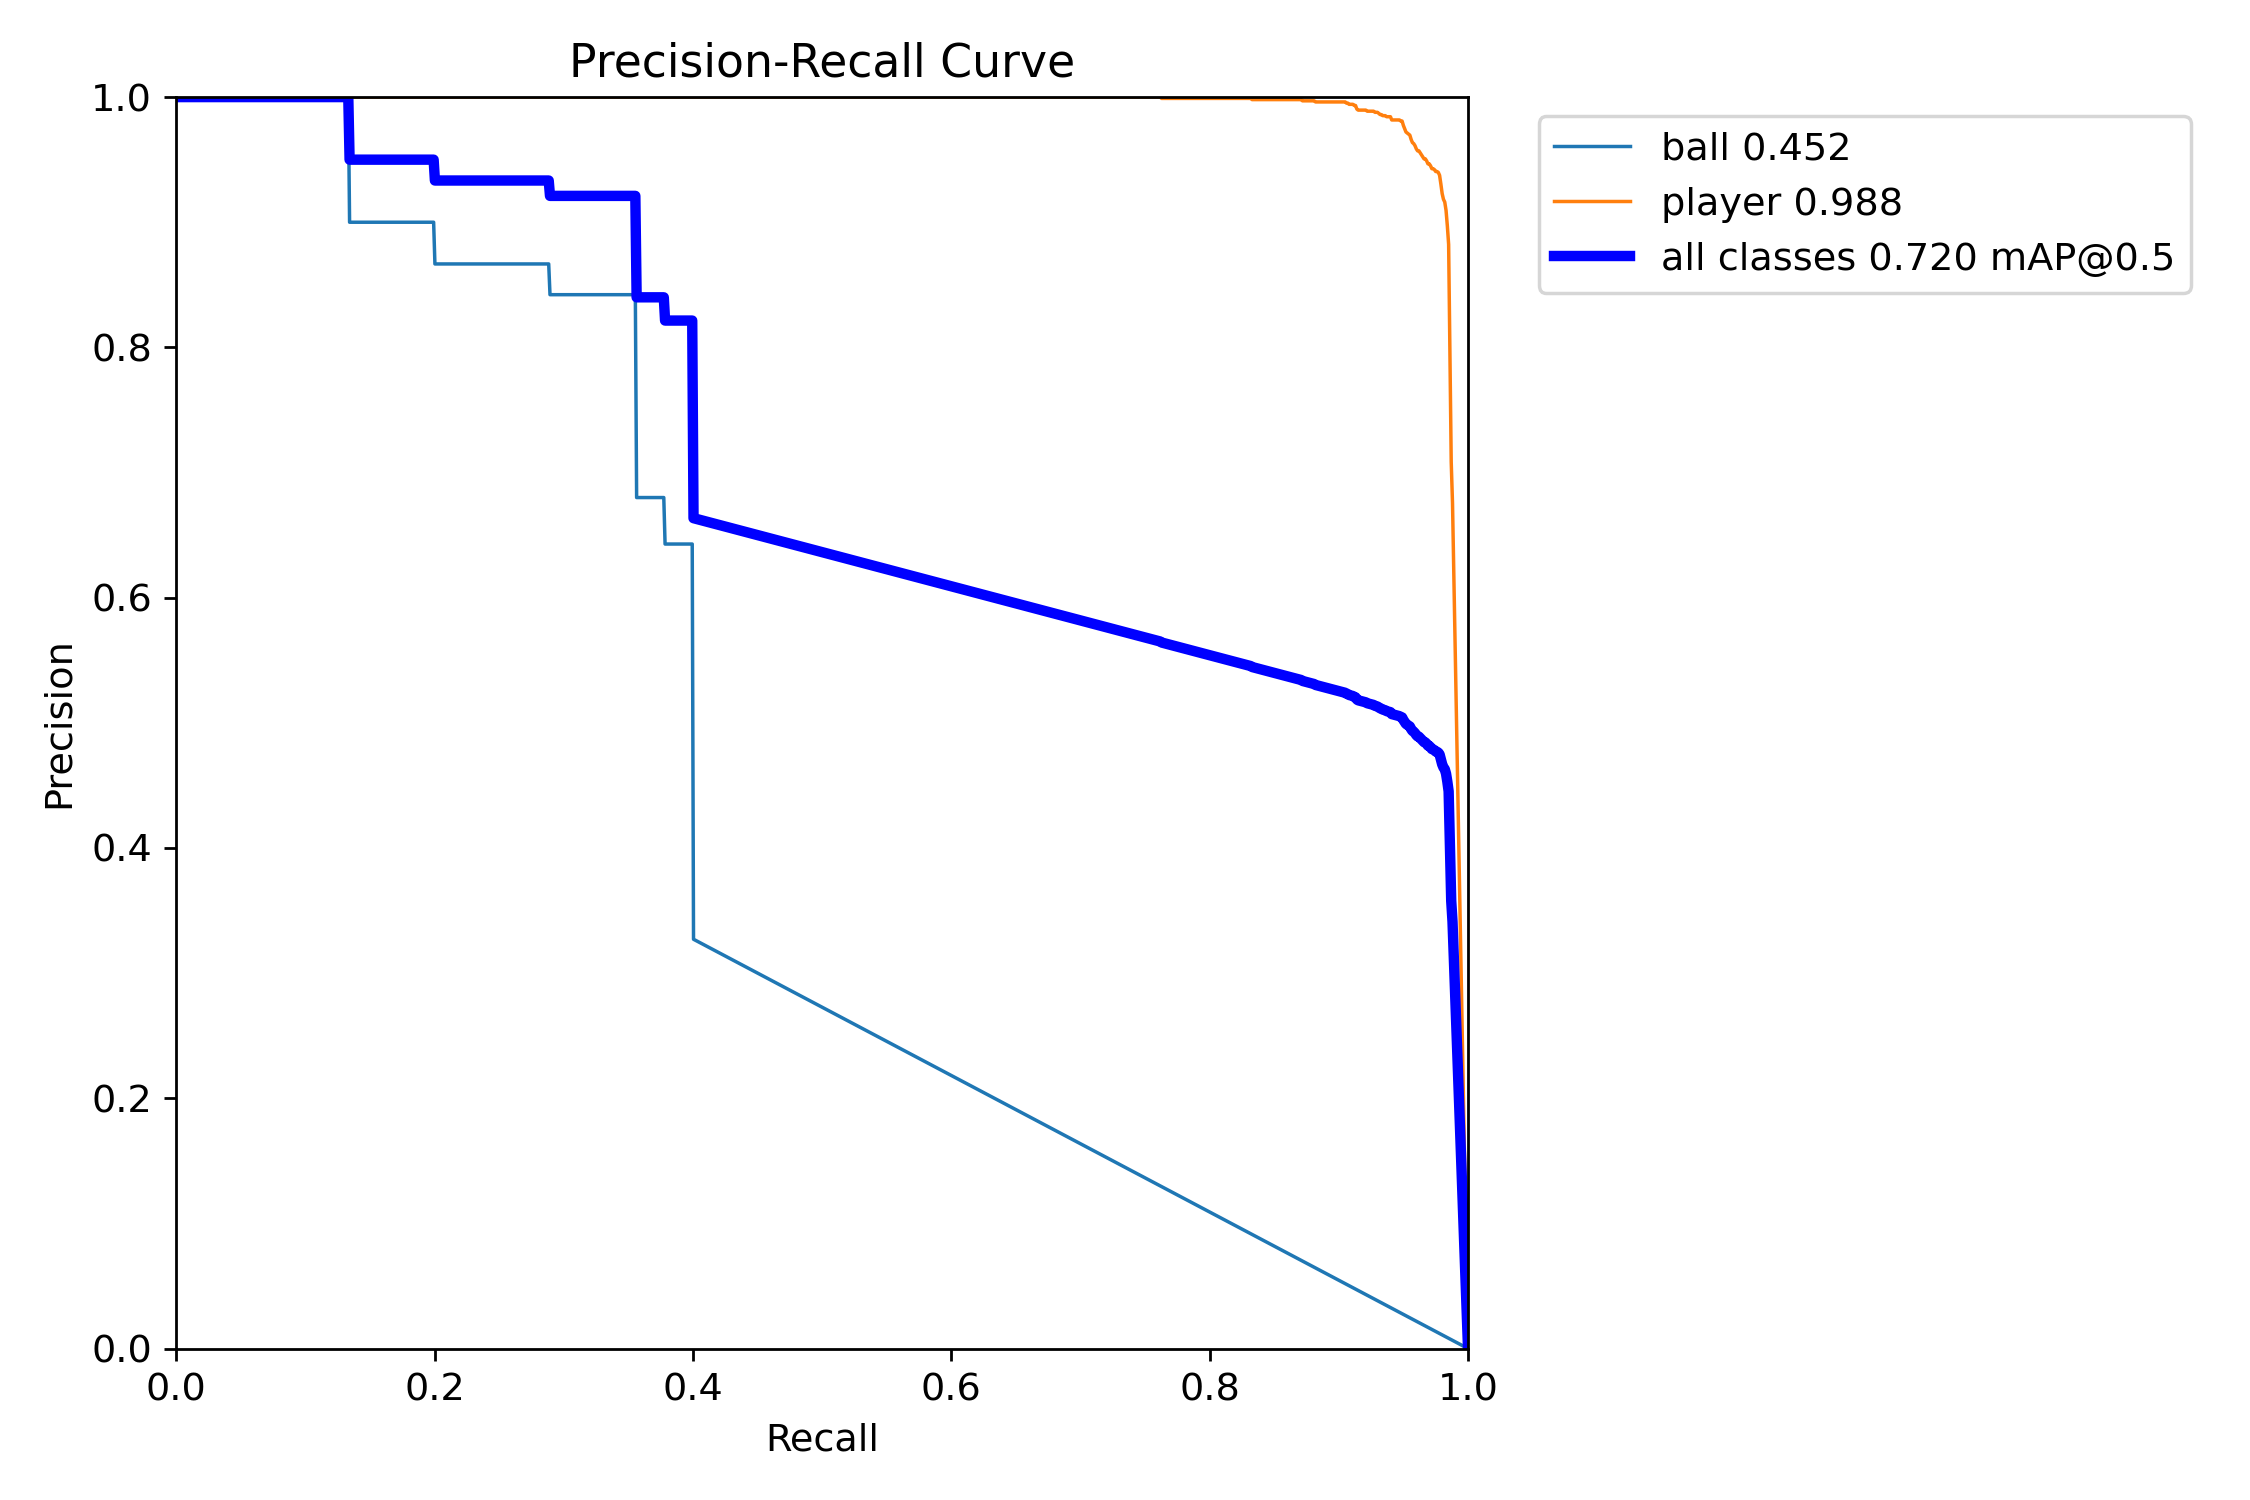 Precision-Recall Curve
1.0
0.8
0.6
0.4
0.2
0.0
Precision
0.0 0.2 0.4 0.6 0.8 1.0
Recall
ball 0.452
player 0.988
all classes 0.720 mAP@0.5